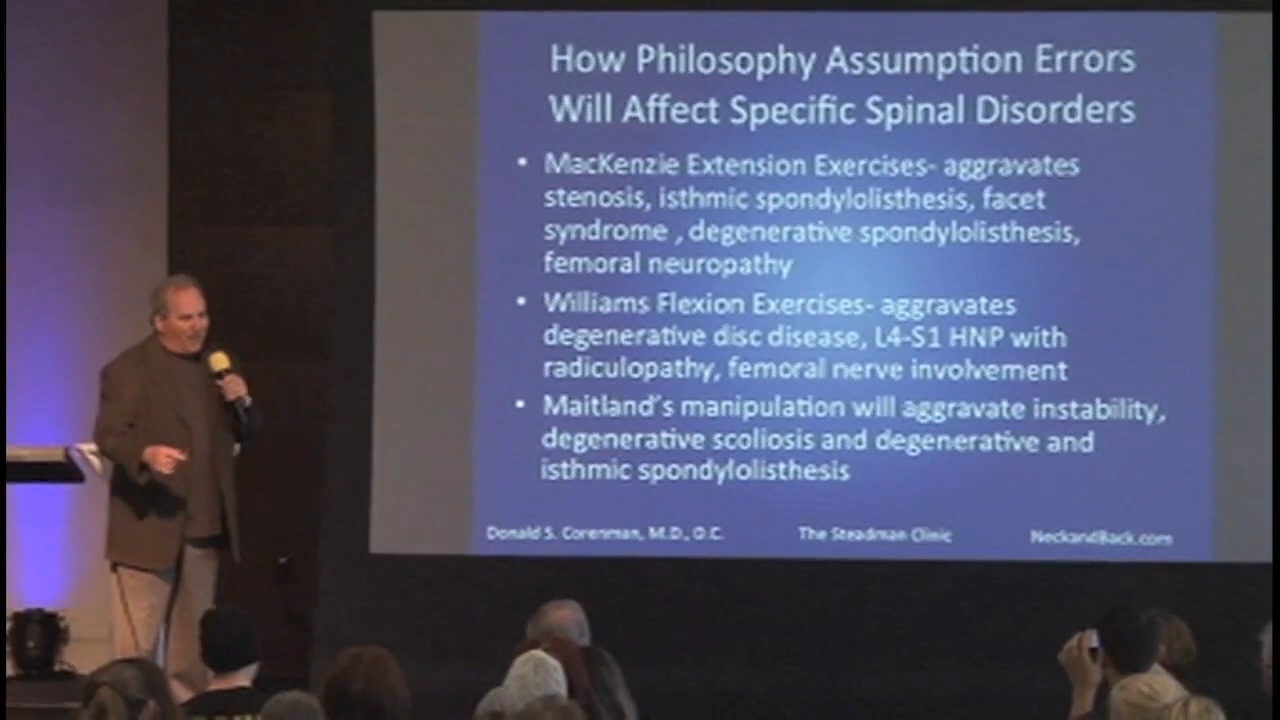 How Philosophy Assumption Errors
Will Affect Specific Spinal Disorders
• MacKenzie Extension Exercises- aggravates
stenosis, isthmic spondylolisthesis, facet
syndrome , degenerative spondylolisthesis,
femoral neuropathy
• Williams Flexion Exercises- aggravates
degenerative disc disease, L4-S1 HNP with
radiculopathy, femoral nerve involvement
• Maitland's manipulation will aggravate instability,
degenerative scoliosis and degenerative and
isthmic spondylolisthesis
Donald S. Corenman, M.D., D.C. The Steadman Clinic NeckandBack.com